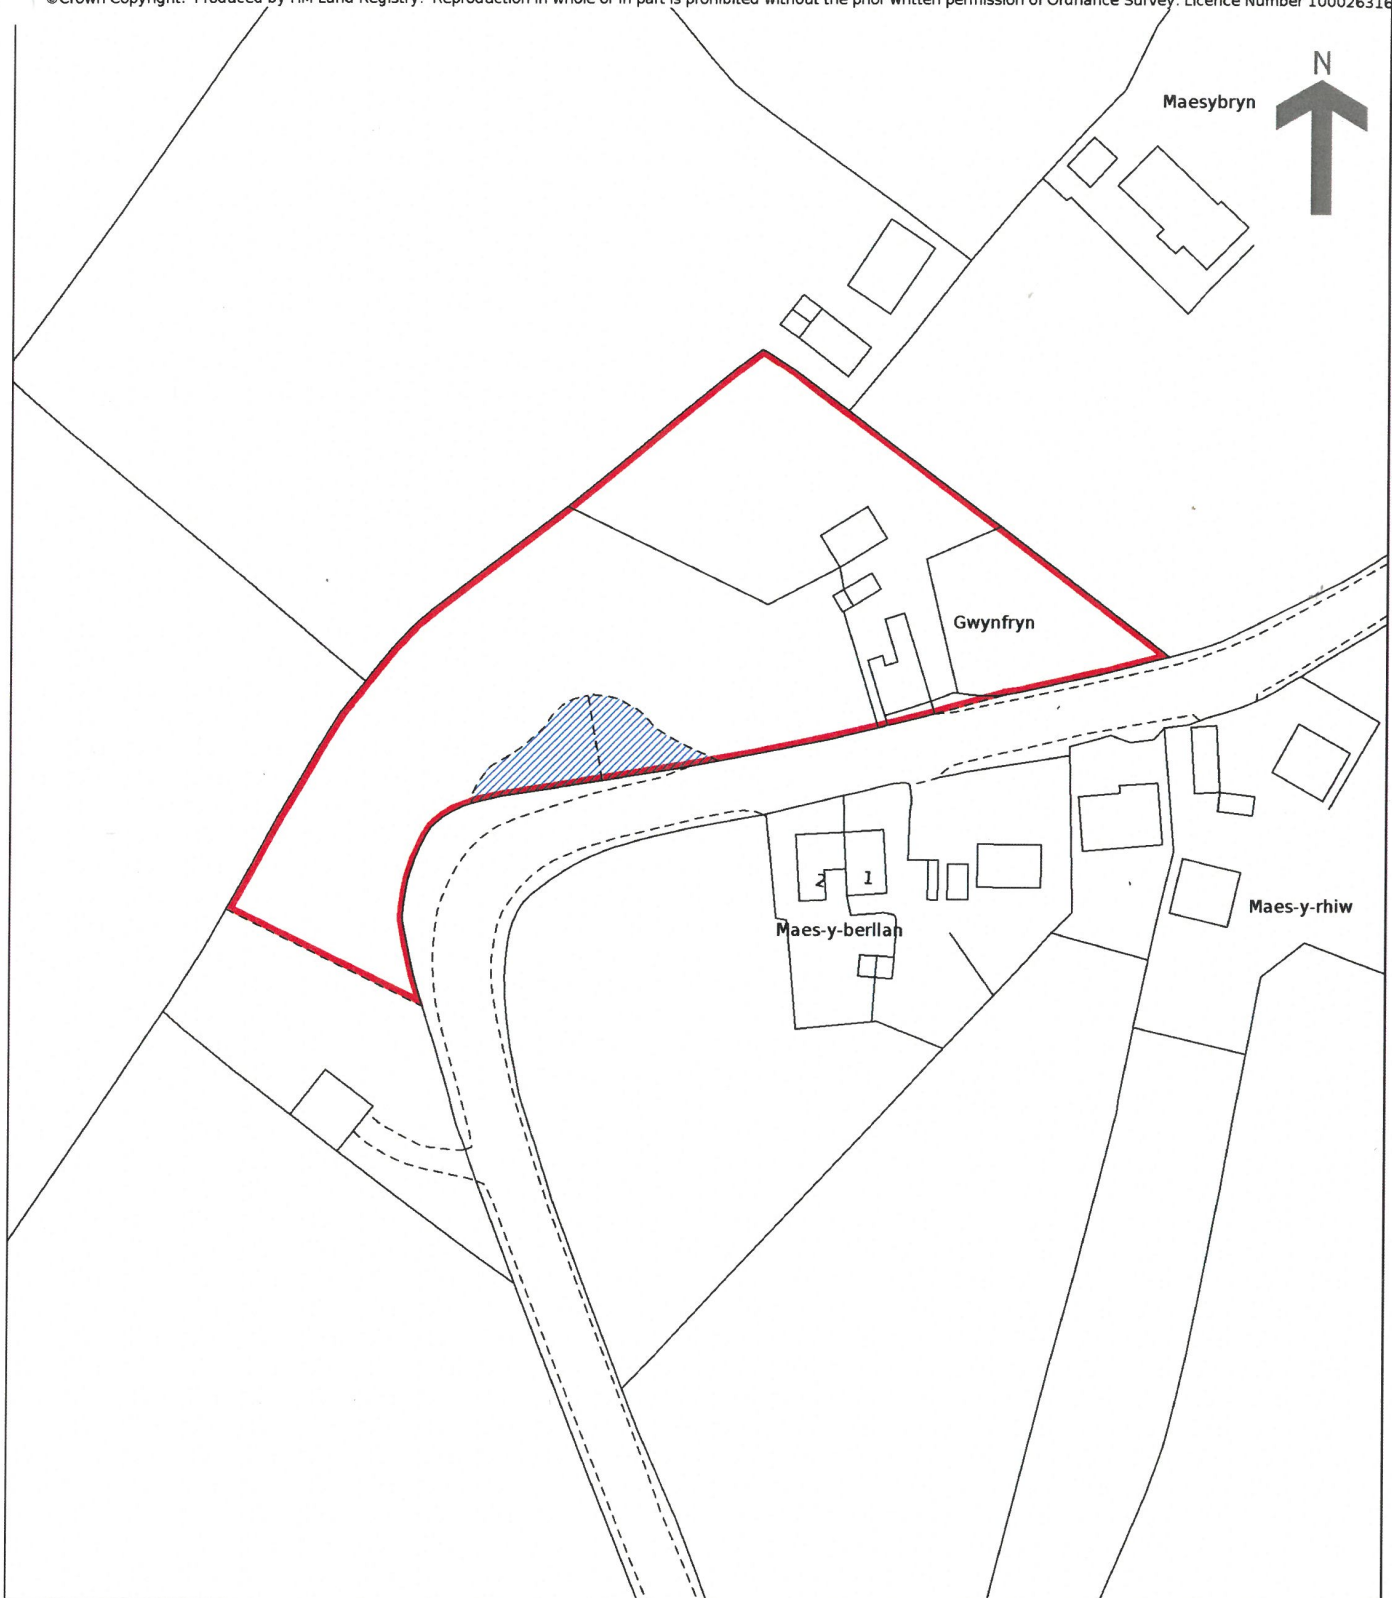 ©Crown Copyright. Produced by HM Land Registry. Reproduction in whole or in part is prohibited without the prior written permission of Ordnance Survey. Licence Number 100026316
N
Maesybryn
Gwynfryn
2 1
Maes-y-berllan
Maes-y-rhiw